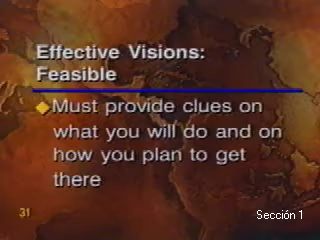 Effective Visions:
Feasible
Must provide clues on
what you will do and on
how you plan to get
there
31
Sección 1